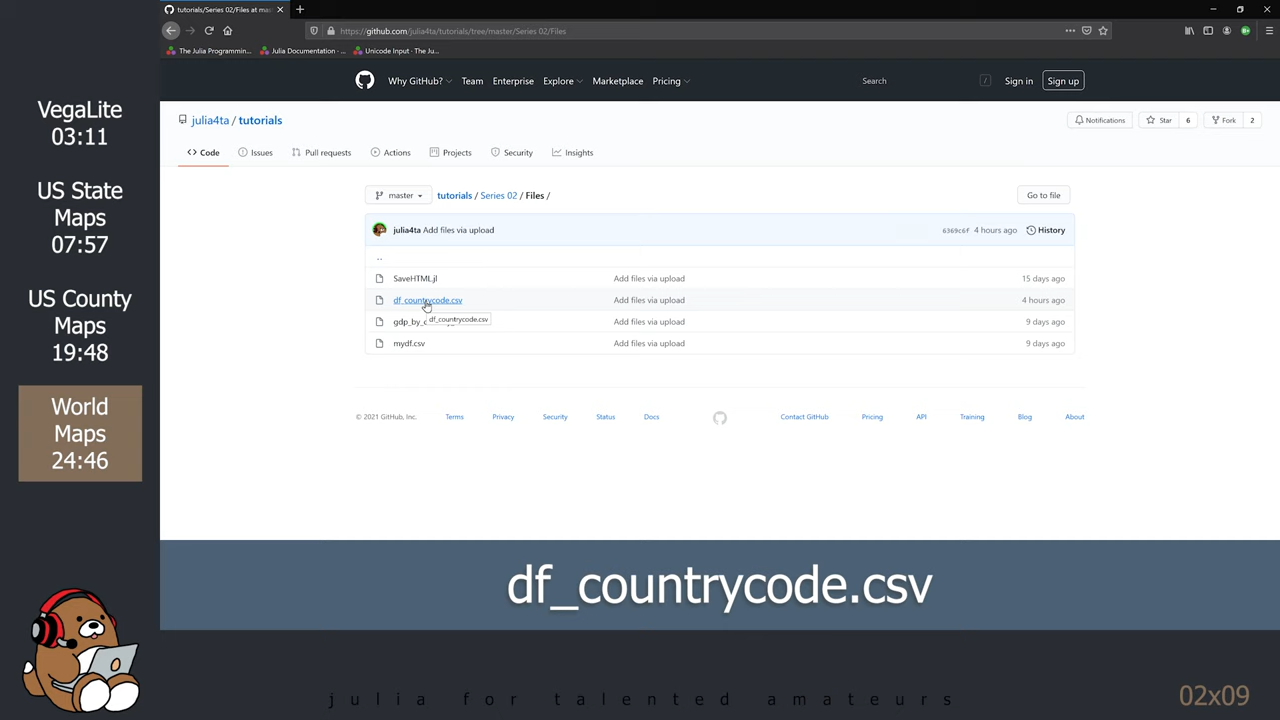 tutorials/Series 02/Files at mas
https://github.com/julia4ta/tutorials/tree/master/Series 02/Files
The Julia Programmin...
Julia Documentation · ...
Unicode Input · The Ju...
VegaLite
03:11
US State
Maps
07:57
US County
Maps
19:48
World
Maps
24:46
Why GitHub?
Team
Enterprise
Explore
Marketplace
Pricing
Search
/
Sign in
Sign up
julia4ta / tutorials
Notifications
Star
6
Fork
2
Code
Issues
Pull requests
Actions
Projects
Security
Insights
master
tutorials / Series 02 / Files /
Go to file
julia4ta Add files via upload
6369c6f
4 hours ago
History
..
SaveHTML.jl
Add files via upload
15 days ago
df_countrycode.csv
Add files via upload
4 hours ago
df_countrycode.csv
Add files via upload
9 days ago
mydf.csv
Add files via upload
9 days ago
© 2021 GitHub, Inc.
Terms
Privacy
Security
Status
Docs
Contact GitHub
Pricing
API
Training
Blog
About
df_countrycode.csv
julia for talented amateurs
02x09